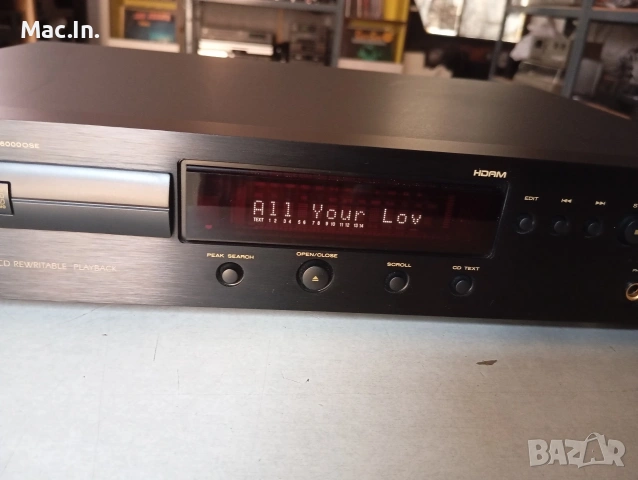 Mac.In.
6000OSE
HDAM
All Your Lov
TEXT 1 2 3 4 5 6 7 8 9 10 11 12 13 14
EDIT
PEAK SEARCH
OPEN/CLOSE
SCROLL
CD TEXT
CD REWRITABLE PLAYBACK
BAZAR